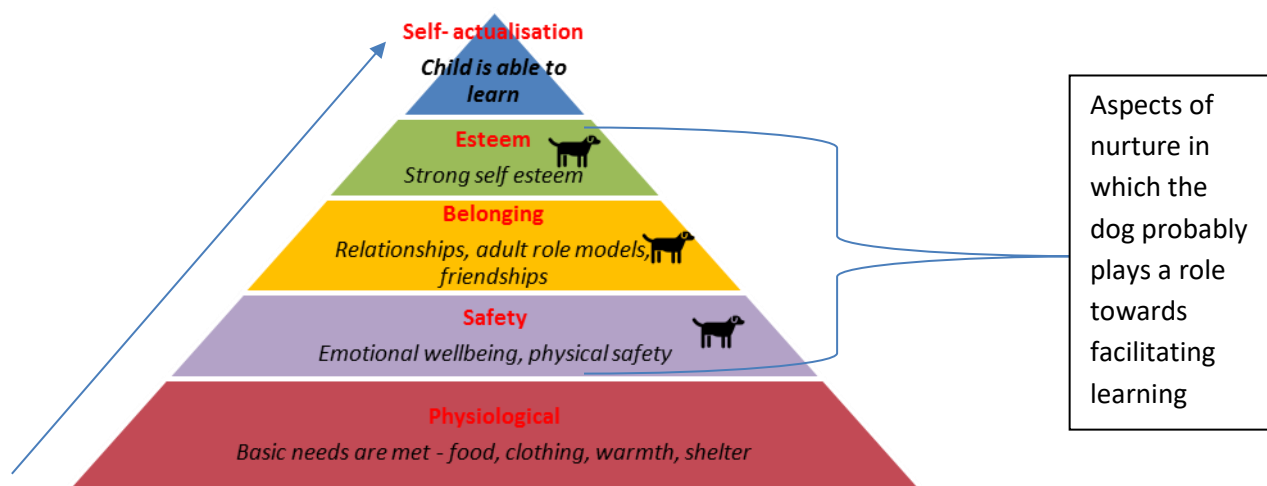 Self- actualisation
Child is able to
learn
Esteem
Strong self esteem
Belonging
Relationships, adult role models,
friendships
Safety
Emotional wellbeing, physical safety
Physiological
Basic needs are met - food, clothing, warmth, shelter
Aspects of
nurture in
which the
dog probably
plays a role
towards
facilitating
learning